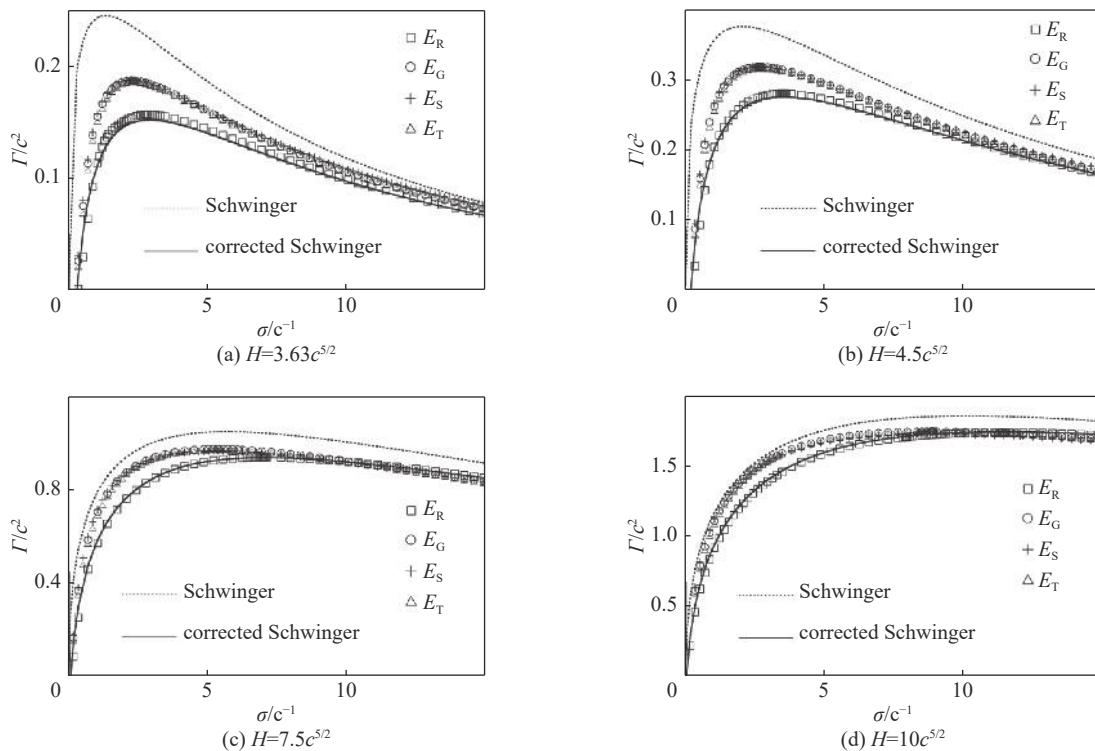 0.2
0.1
0
5
10
Γ/c²
σ/c⁻¹
E_R
E_G
E_S
E_T
Schwinger
corrected Schwinger
(a) H=3.63c^{5/2}
0.3
0.2
0.1
0
5
10
Γ/c²
σ/c⁻¹
E_R
E_G
E_S
E_T
Schwinger
corrected Schwinger
(b) H=4.5c^{5/2}
0.8
0.4
0
5
10
Γ/c²
σ/c⁻¹
E_R
E_G
E_S
E_T
Schwinger
corrected Schwinger
(c) H=7.5c^{5/2}
1.5
1.0
0.5
0
5
10
Γ/c²
σ/c⁻¹
E_R
E_G
E_S
E_T
Schwinger
corrected Schwinger
(d) H=10c^{5/2}